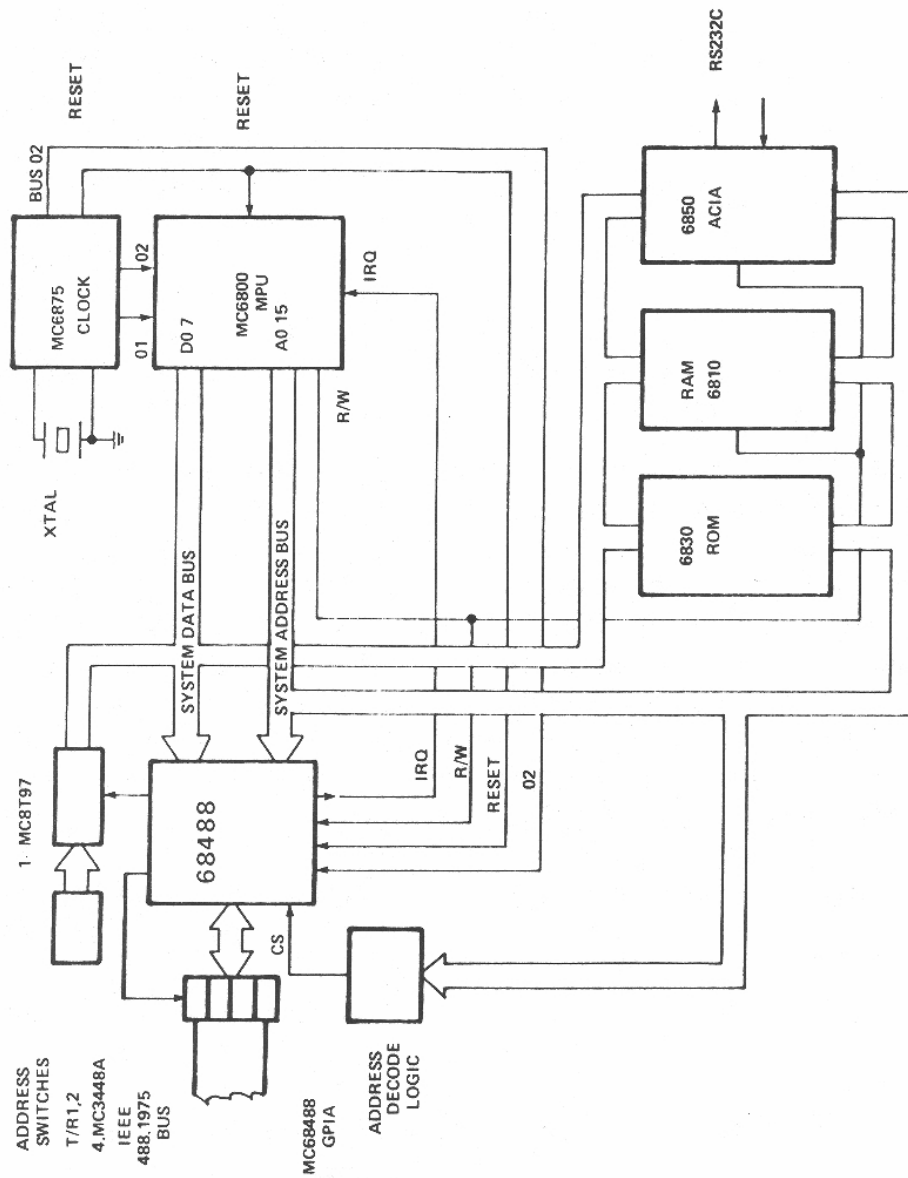 ADDRESS
SWITCHES
T/R1,2
4.MC3448A
IEEE
488.1975
BUS
MC68488
GPIA
ADDRESS
DECODE
LOGIC
1- MC8T97
68488
CS
IRQ
R/W
RESET
02
SYSTEM DATA BUS
SYSTEM ADDRESS BUS
XTAL
MC6875
CLOCK
01
02
BUS 02
RESET
D0 7
MC6800
MPU
A0 15
R/W
IRQ
RESET
6830
ROM
RAM
6810
6850
ACIA
RS232C